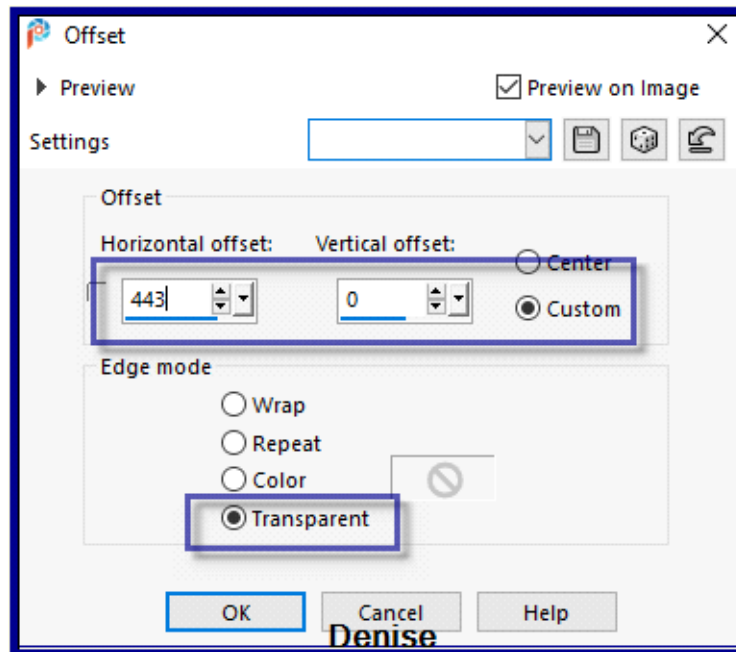 Offset
Preview
Preview on Image
Settings
Offset
Horizontal offset:
Vertical offset:
Center
443
0
Custom
Edge mode
Wrap
Repeat
Color
Transparent
OK
Cancel
Help
Denise